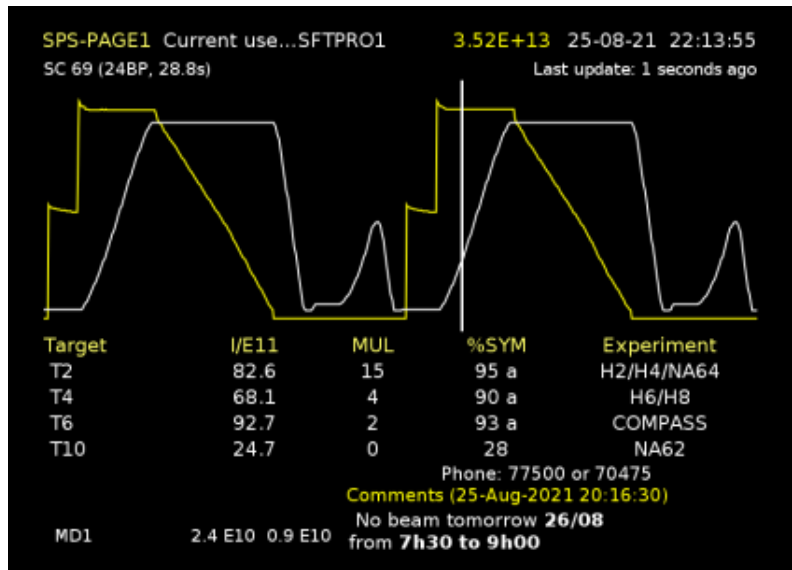 SPS-PAGE1 Current use...SFTPRO1 3.52E+13 25-08-21 22:13:55
SC 69 (24BP, 28.8s) Last update: 1 seconds ago
Target I/E11 MUL %SYM Experiment
T2 82.6 15 95 a H2/H4/NA64
T4 68.1 4 90 a H6/H8
T6 92.7 2 93 a COMPASS
T10 24.7 0 28 NA62
Phone: 77500 or 70475
Comments (25-Aug-2021 20:16:30)
No beam tomorrow 26/08
MD1 2.4 E10 0.9 E10 from 7h30 to 9h00